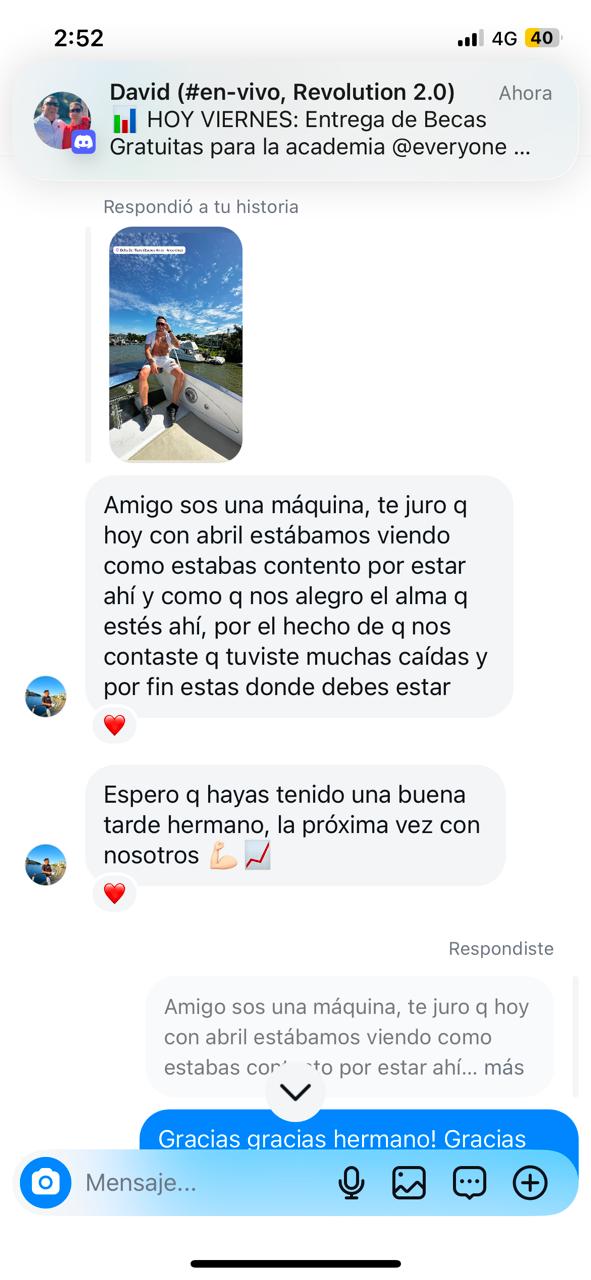 2:52
4G 40
David (#en-vivo, Revolution 2.0) Ahora
📊 HOY VIERNES: Entrega de Becas
Gratuitas para la academia @everyone ...
Respondió a tu historia
Amigo sos una máquina, te juro q
hoy con abril estábamos viendo
como estabas contento por estar
ahí y como q nos alegro el alma q
estés ahí, por el hecho de q nos
contaste q tuviste muchas caídas y
por fin estas donde debes estar
❤️
Espero q hayas tenido una buena
tarde hermano, la próxima vez con
nosotros 💪🏻📈
❤️
Respondiste
Amigo sos una máquina, te juro q hoy
con abril estábamos viendo como
estabas por estar ahí... más
Gracias gracias hermano! Gracias
Mensaje...